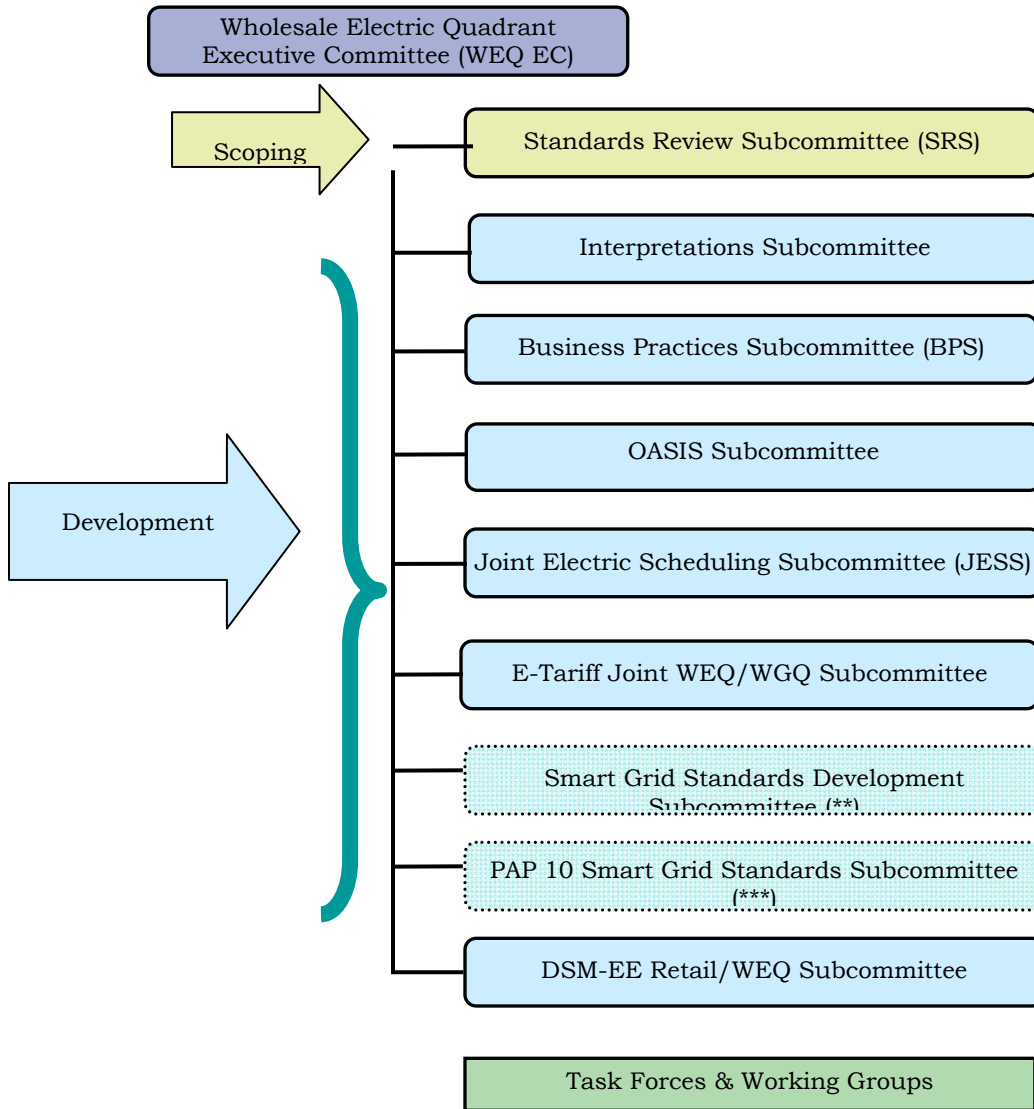 Wholesale Electric Quadrant
Executive Committee (WEQ EC)
Scoping
Standards Review Subcommittee (SRS)
Interpretations Subcommittee
Business Practices Subcommittee (BPS)
OASIS Subcommittee
Development
Joint Electric Scheduling Subcommittee (JESS)
E-Tariff Joint WEQ/WGQ Subcommittee
Smart Grid Standards Development
Subcommittee (**)
PAP 10 Smart Grid Standards Subcommittee
(***)
DSM-EE Retail/WEQ Subcommittee
Task Forces & Working Groups